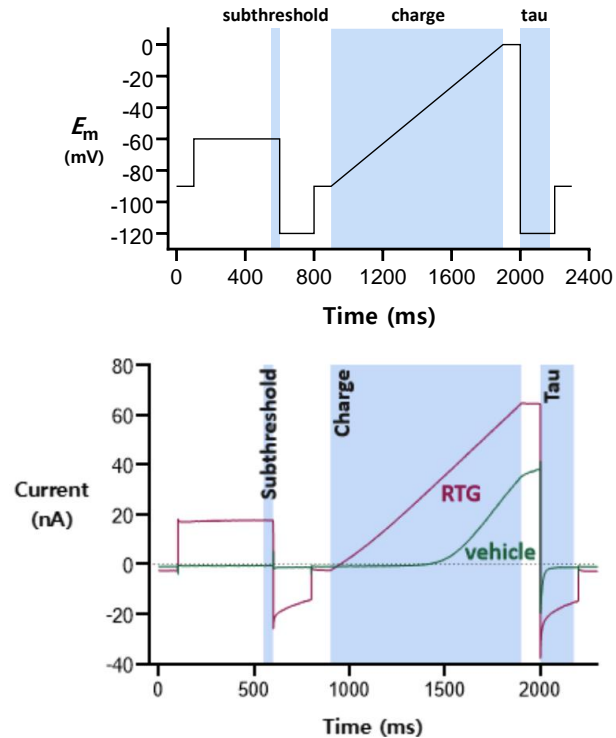 subthreshold charge tau
0
-20
-40
-60
-80
-100
-120
E_m
(mV)
0 400 800 1200 1600 2000 2400
Time (ms)
80
60
40
20
0
-20
-40
Current
(nA)
Subthreshold
Charge
Tau
RTG
vehicle
0 500 1000 1500 2000
Time (ms)